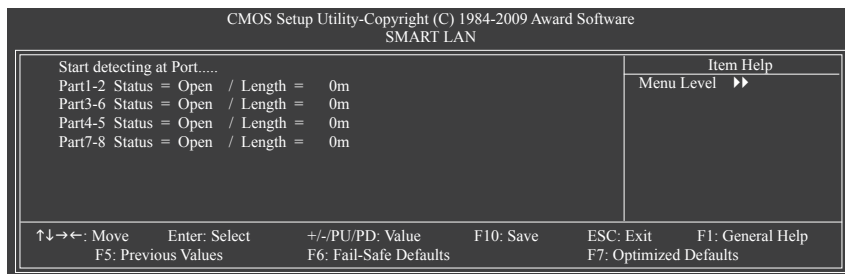 CMOS Setup Utility-Copyright (C) 1984-2009 Award Software
SMART LAN
Start detecting at Port.....
Part1-2 Status = Open / Length = 0m
Part3-6 Status = Open / Length = 0m
Part4-5 Status = Open / Length = 0m
Part7-8 Status = Open / Length = 0m
Item Help
Menu Level ▶▶
↑↓→←: Move Enter: Select +/-/PU/PD: Value F10: Save ESC: Exit F1: General Help
F5: Previous Values F6: Fail-Safe Defaults F7: Optimized Defaults